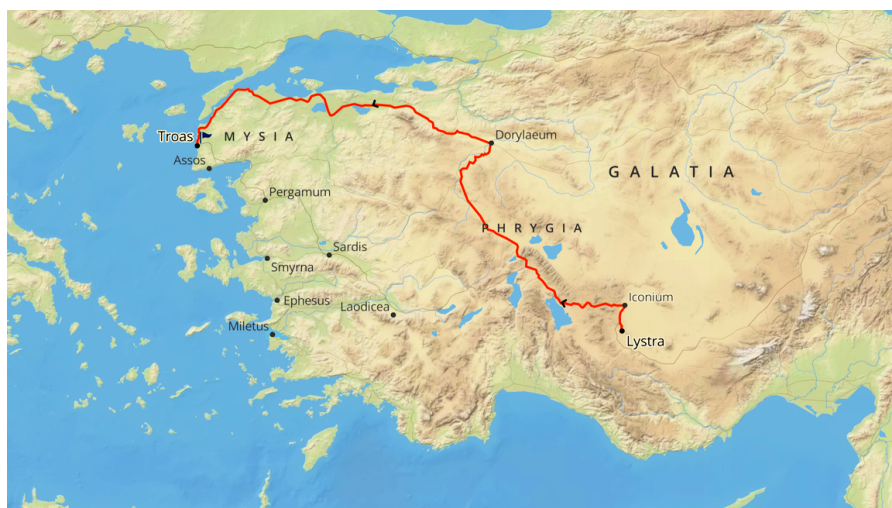 Troas
MYSIA
Dorylaeum
Assos
GALATIA
Pergamum
PHRYGIA
Sardis
Smyrna
Ephesus
Iconium
Laodicea
Miletus
Lystra